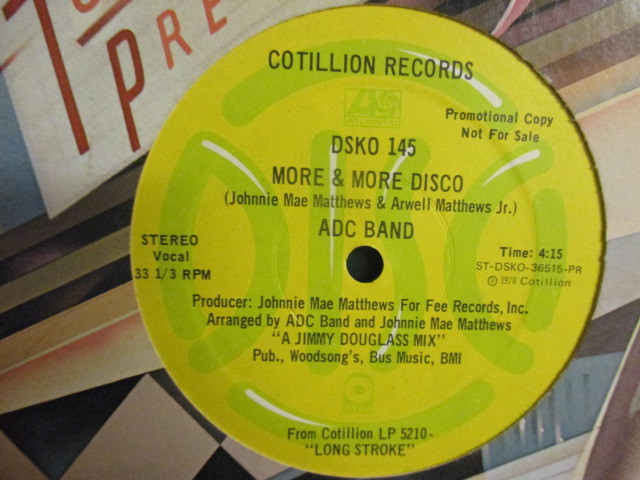 COTILLION RECORDS
ATLANTIC
Promotional Copy
Not For Sale
DSKO 145
MORE & MORE DISCO
(Johnnie Mae Matthews & Arwell Matthews Jr.)
ADC BAND
STEREO
Vocal
33 1/3 RPM
Time: 4:15
ST-DSKO-36515-PR
℗ 1978 Cotillion
Producer: Johnnie Mae Matthews For Fee Records, Inc.
Arranged by ADC Band and Johnnie Mae Matthews
"A JIMMY DOUGLASS MIX"
Pub., Woodsong's, Bus Music, BMI
From Cotillion LP 5210-
"LONG STROKE"
DISCO